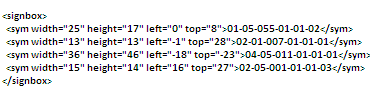 <signbox>
<sym width="25" height="17" left="0" top="8">01-05-055-01-01-02</sym>
<sym width="13" height="13" left="-1" top="28">02-01-007-01-01-01</sym>
<sym width="36" height="46" left="-18" top="-23">04-05-011-01-01-01</sym>
<sym width="15" height="14" left="16" top="27">02-05-001-01-01-03</sym>
</signbox>